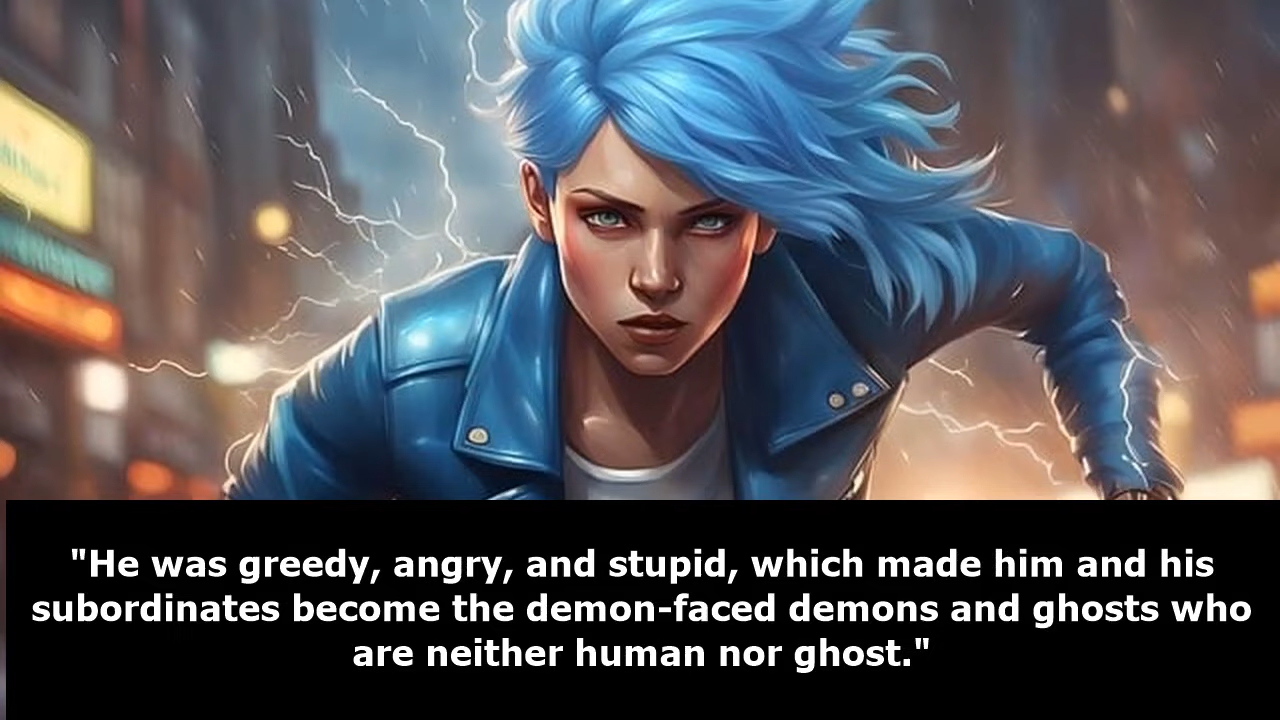 "He was greedy, angry, and stupid, which made him and his
subordinates become the demon-faced demons and ghosts who
are neither human nor ghost."